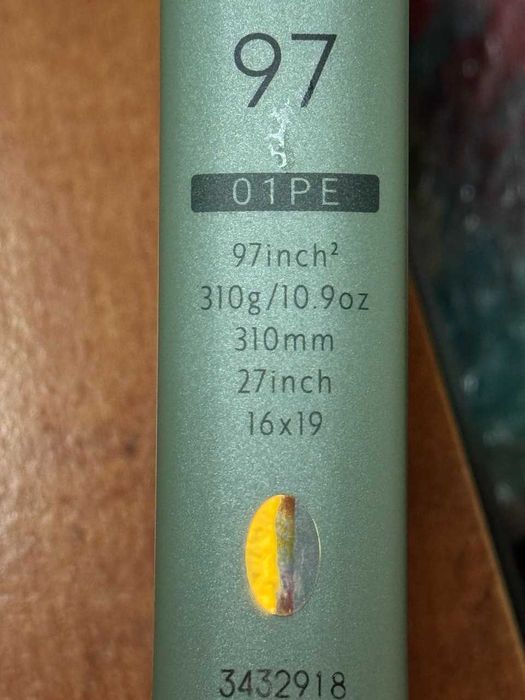 97
01PE
97inch²
310g/10.9oz
310mm
27inch
16x19
3432918